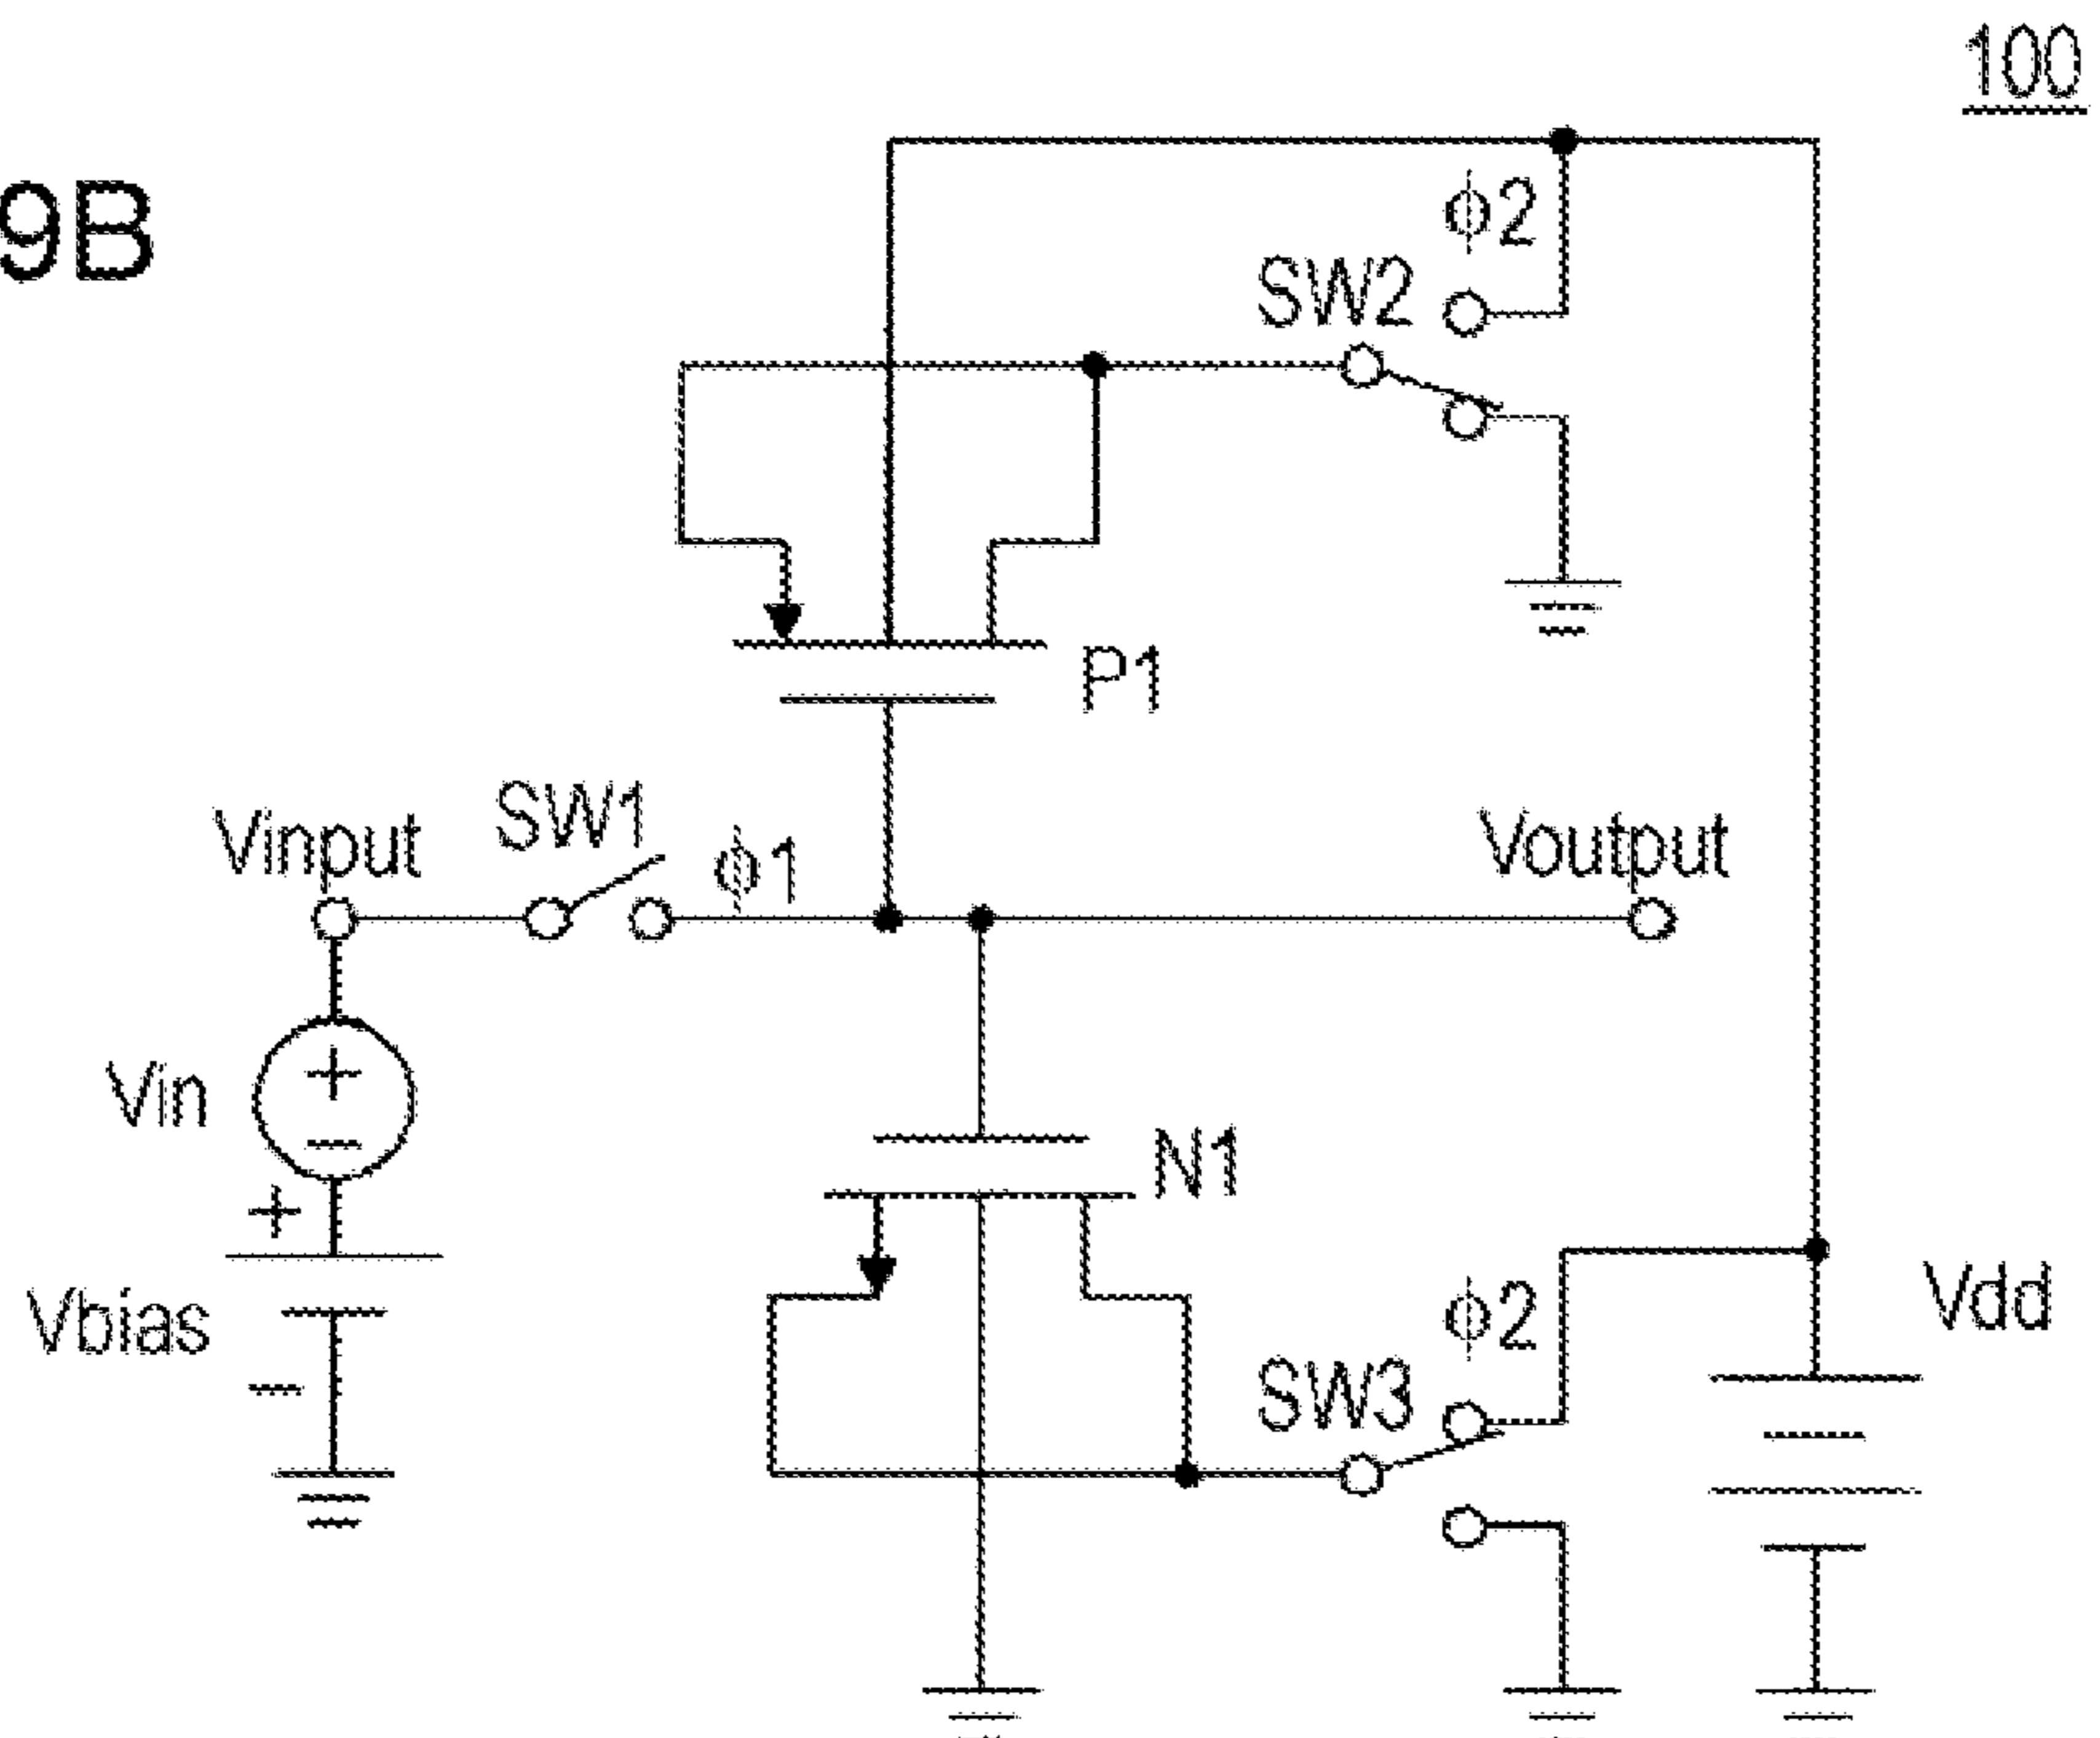 100
9B
ϕ2
SW2
P1
Vinput
SW1
ϕ1
Voutput
Vin
+
−
N1
+
Vbias
−
ϕ2
Vdd
SW3